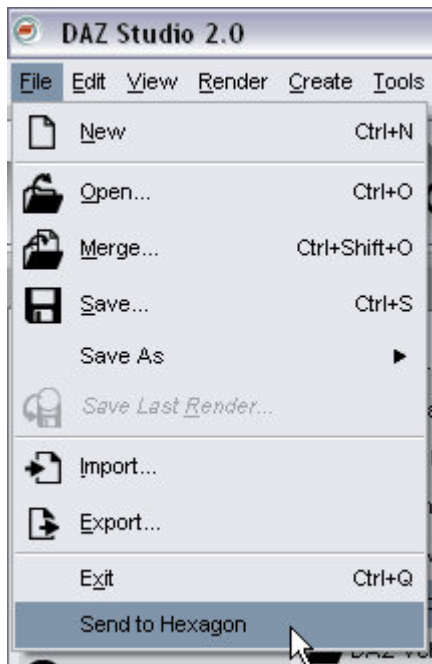 DAZ Studio 2.0
File Edit View Render Create Tools
New Ctrl+N
Open... Ctrl+O
Merge... Ctrl+Shift+O
Save... Ctrl+S
Save As
Save Last Render...
Import...
Export...
Exit Ctrl+Q
Send to Hexagon